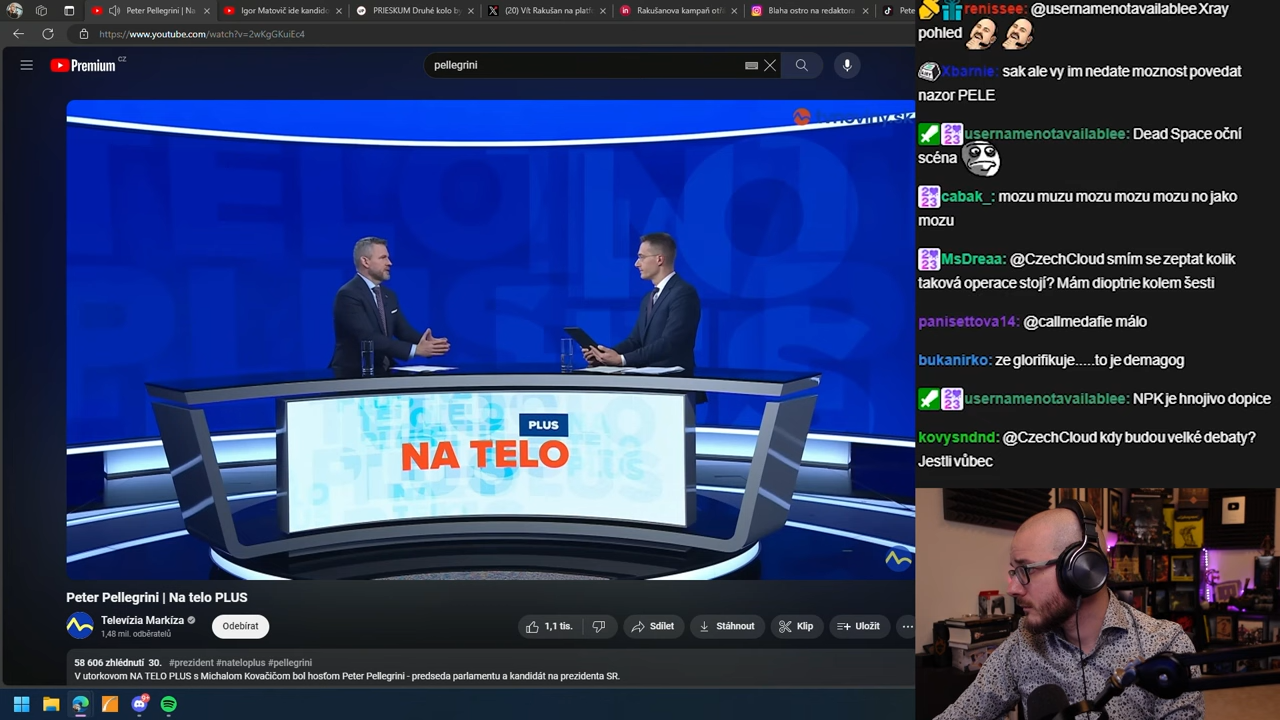 Peter Pellegrini | Na
Igor Matovič ide kandido
PRIESKUM Druhé kolo by
(20) Vít Rakušan na platf
Rakušanova kampaň otř
Blaha ostro na redaktora
Pete
https://www.youtube.com/watch?v=2wKgGKuiEc4
Premium CZ
pellegrini
PLUS
NA TELO
Peter Pellegrini | Na telo PLUS
Televízia Markíza
1,48 mil. odběratelů
Odebírat
1,1 tis.
Sdílet
Stáhnout
Klip
Uložit
58 606 zhlédnutí 30. #prezident #nateloplus #pellegrini
V utorkovom NA TELO PLUS s Michalom Kovačičom bol hosťom Peter Pellegrini - predseda parlamentu a kandidát na prezidenta SR.
renissee: @usernamenotavailablee Xray
pohled
Xbarnie: sak ale vy im nedate moznost povedat
nazor PELE
usernamenotavailablee: Dead Space oční
scéna
cabak_: mozu muzu mozu mozu mozu no jako
mozu
MsDreaa: @CzechCloud smím se zeptat kolik
taková operace stojí? Mám dioptrie kolem šesti
panisettova14: @callmedafie málo
bukanirko: ze glorifikuje.....to je demagog
usernamenotavailablee: NPK je hnojivo dopice
kovysndnd: @CzechCloud kdy budou velké debaty?
Jestli vůbec